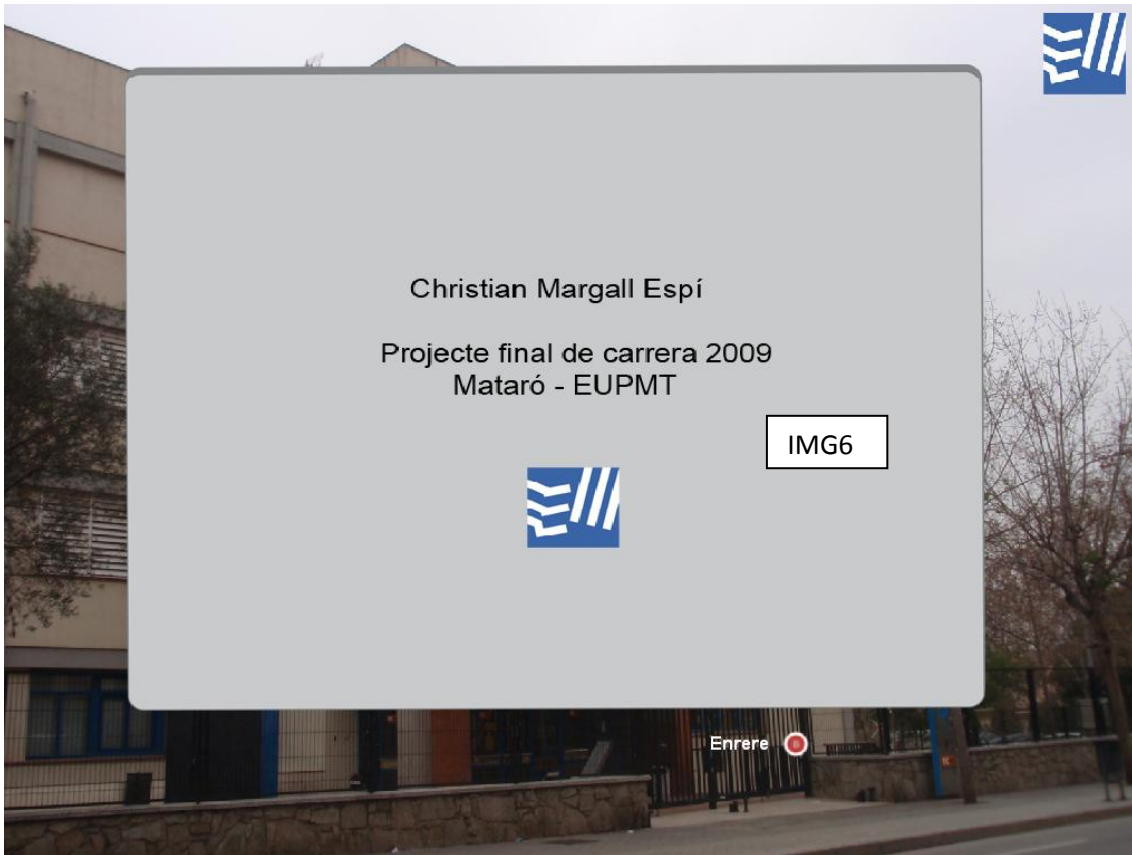 Christian Margall Espí
Projecte final de carrera 2009
Mataró - EUPMT
IMG6
Enrere